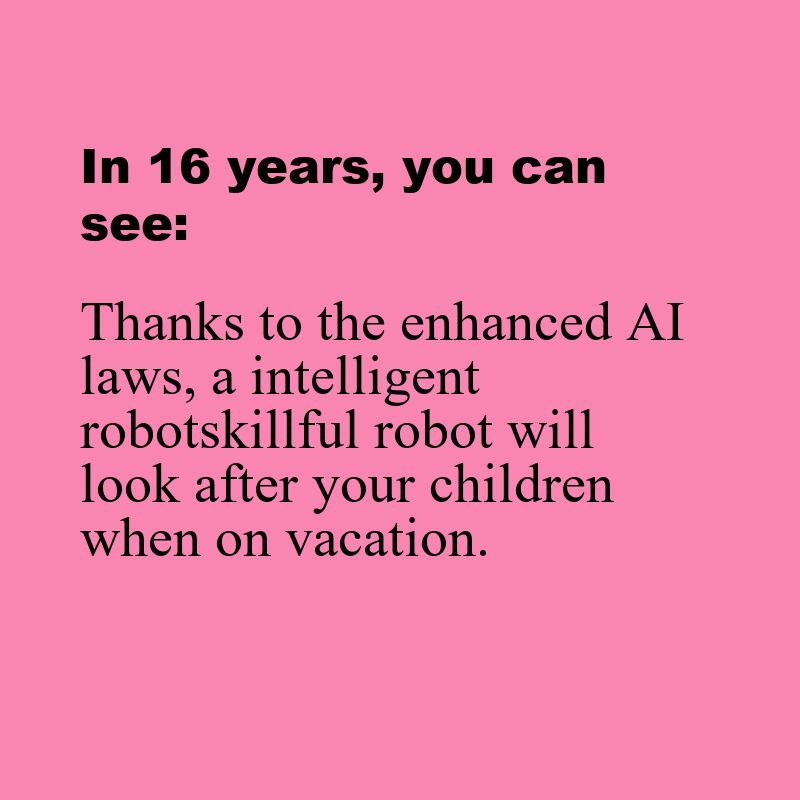 In 16 years, you can
see:
Thanks to the enhanced AI
laws, a intelligent
robotskillful robot will
look after your children
when on vacation.